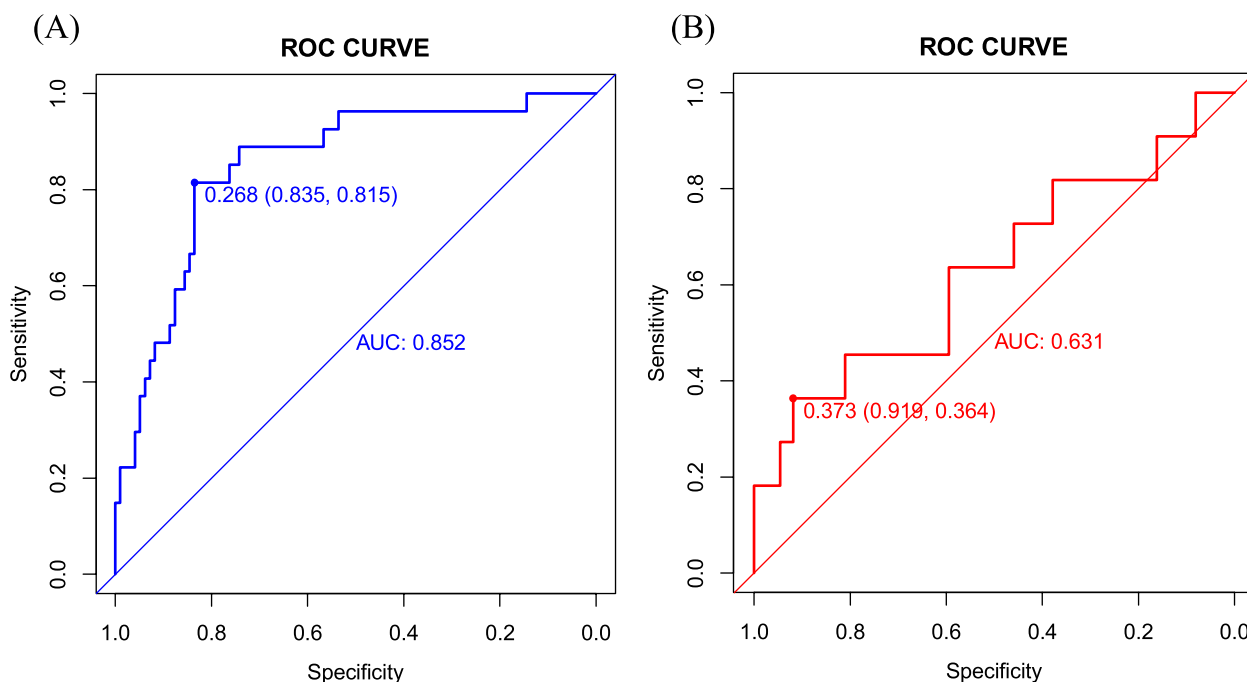 (A)
ROC CURVE
Sensitivity
1.0
0.8
0.6
0.4
0.2
0.0
0.268 (0.835, 0.815)
AUC: 0.852
1.0 0.8 0.6 0.4 0.2 0.0
Specificity
(B)
ROC CURVE
Sensitivity
1.0
0.8
0.6
0.4
0.2
0.0
AUC: 0.631
0.373 (0.919, 0.364)
1.0 0.8 0.6 0.4 0.2 0.0
Specificity